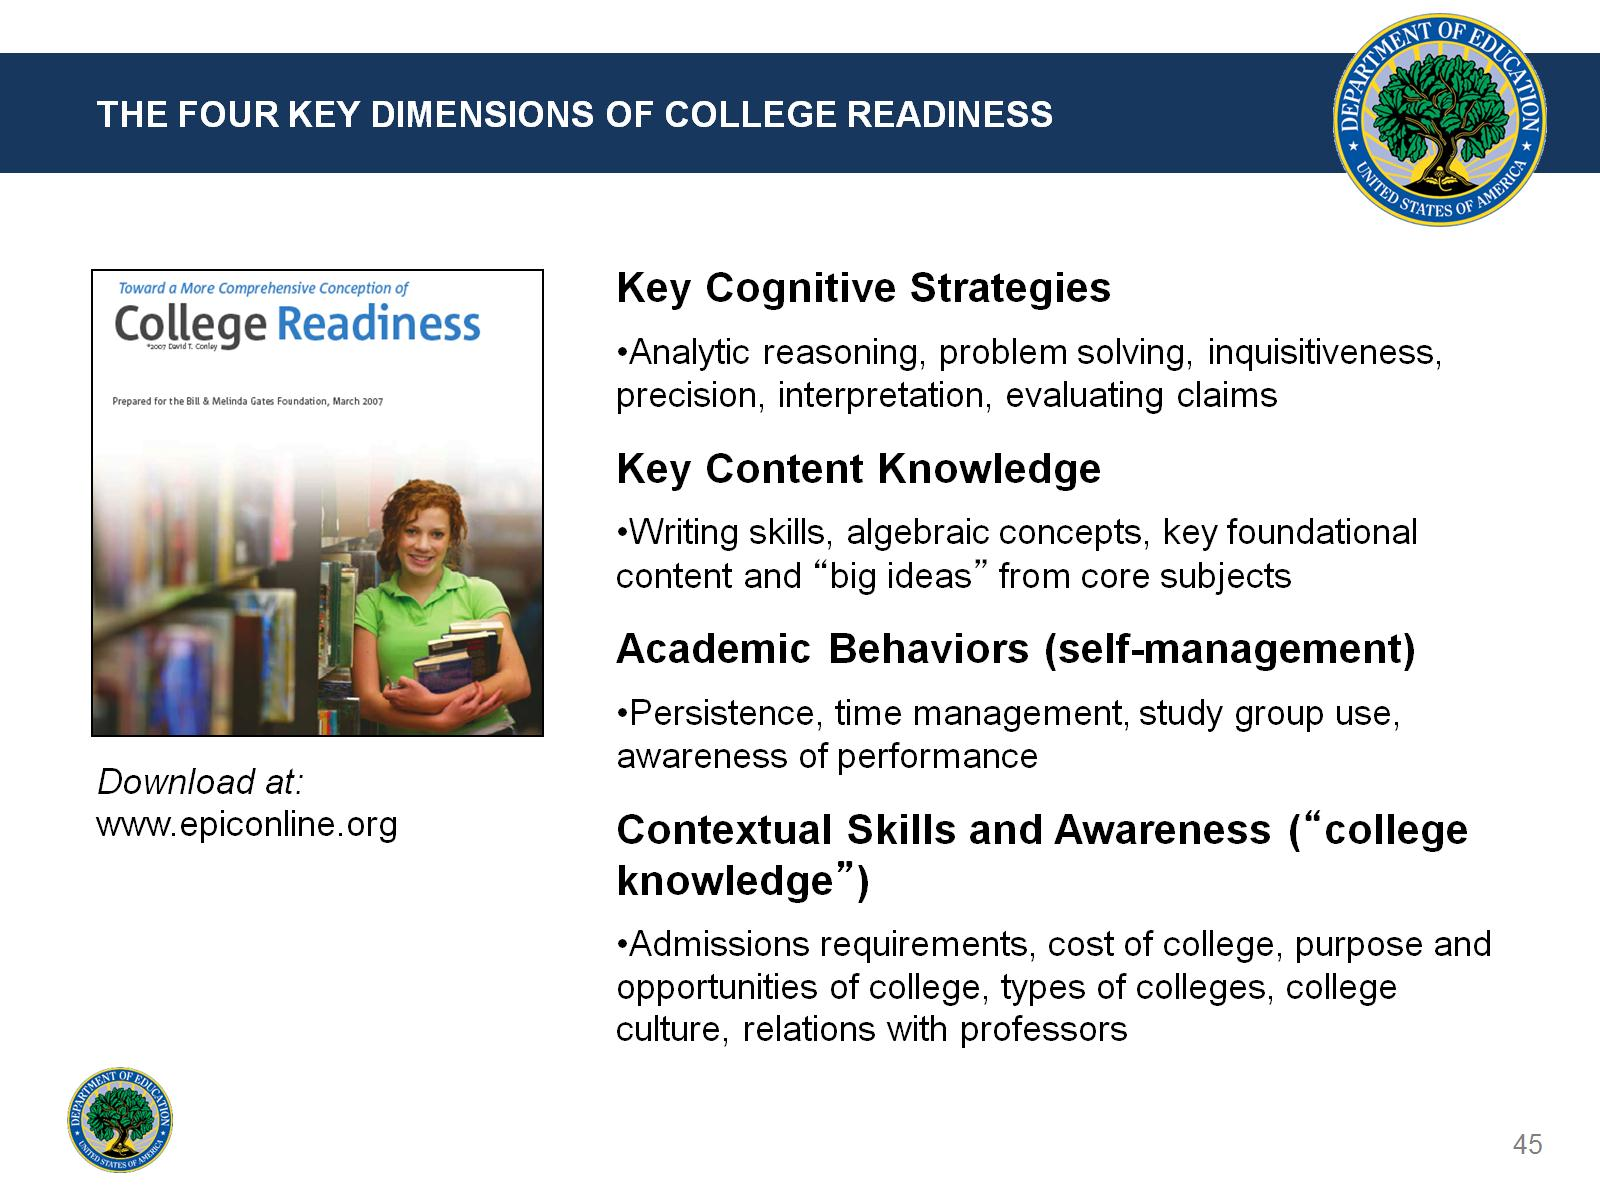 THE FOUR KEY DIMENSIONS OF COLLEGE READINESS
DEPARTMENT OF EDUCATION
UNITED STATES OF AMERICA
Toward a More Comprehensive Conception of
College Readiness
©2007 David T. Conley
Prepared for the Bill & Melinda Gates Foundation, March 2007
Download at:
www.epiconline.org
Key Cognitive Strategies
•Analytic reasoning, problem solving, inquisitiveness,
precision, interpretation, evaluating claims
Key Content Knowledge
•Writing skills, algebraic concepts, key foundational
content and “big ideas” from core subjects
Academic Behaviors (self-management)
•Persistence, time management, study group use,
awareness of performance
Contextual Skills and Awareness (“college
knowledge”)
•Admissions requirements, cost of college, purpose and
opportunities of college, types of colleges, college
culture, relations with professors
DEPARTMENT OF EDUCATION
UNITED STATES OF AMERICA
45